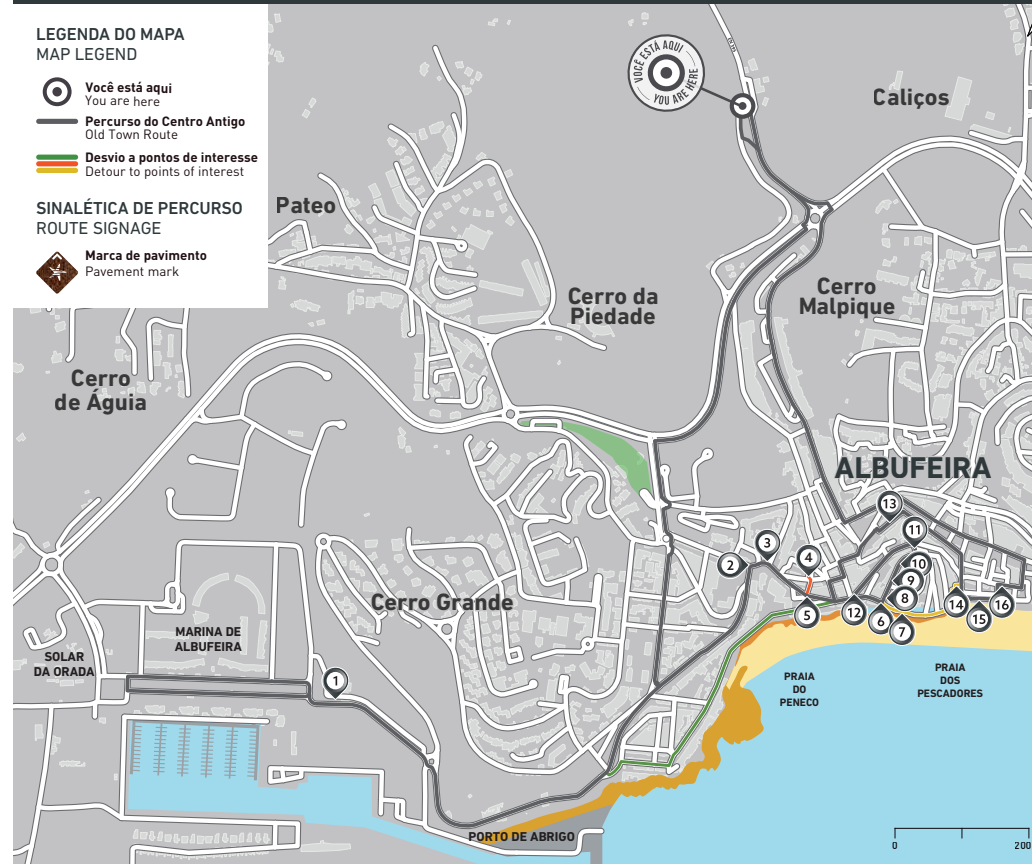 LEGENDA DO MAPA
MAP LEGEND
Você está aqui
You are here
Percurso do Centro Antigo
Old Town Route
Desvio a pontos de interesse
Detour to points of interest
SINALÉTICA DE PERCURSO
ROUTE SIGNAGE
Marca de pavimento
Pavement mark
VOCÊ ESTÁ AQUI
YOU ARE HERE
Caliços
Pateo
Cerro da
Piedade
Cerro
Malpique
Cerro
de Águia
ALBUFEIRA
13
11
3
4
2
10
9
8
5
12
6
7
14
15
16
Cerro Grande
MARINA DE
ALBUFEIRA
SOLAR
DA ORADA
1
PRAIA
DO
PENECO
PRAIA
DOS
PESCADORES
PORTO DE ABRIGO
0
200